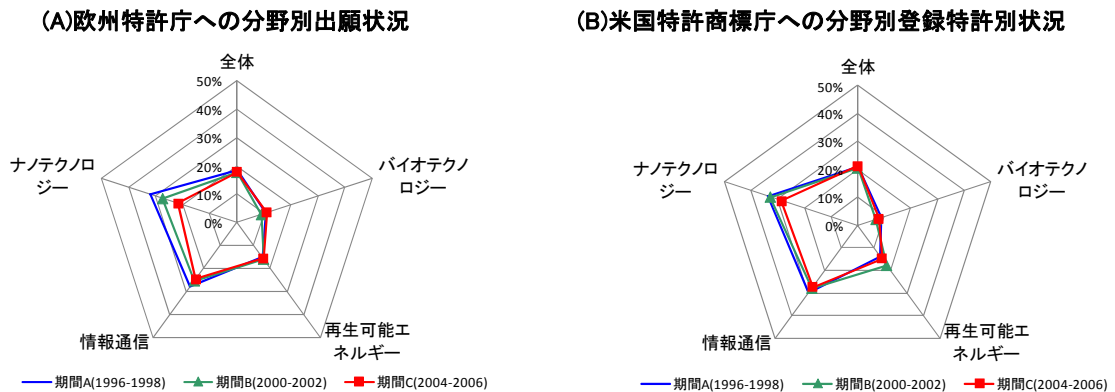 (A)欧州特許庁への分野別出願状況
全体
50%
40%
30%
20%
10%
0%
ナノテクノロ
ジー
バイオテクノ
ロジー
情報通信
再生可能エ
ネルギー
期間A(1996-1998)
期間B(2000-2002)
期間C(2004-2006)
(B)米国特許商標庁への分野別登録特許別状況
全体
50%
40%
30%
20%
10%
0%
ナノテクノロ
ジー
バイオテクノ
ロジー
情報通信
再生可能エ
ネルギー
期間A(1996-1998)
期間B(2000-2002)
期間C(2004-2006)